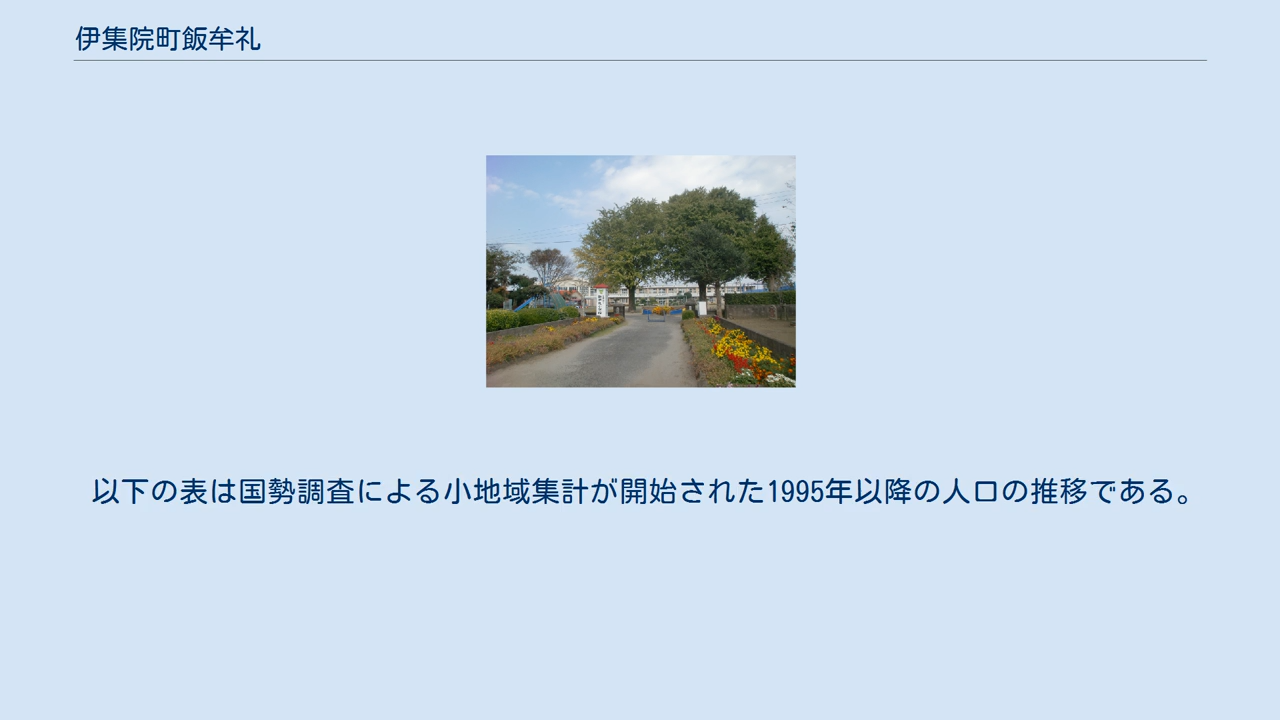 伊集院町飯牟礼
以下の表は国勢調査による小地域集計が開始された1995年以降の人口の推移である。